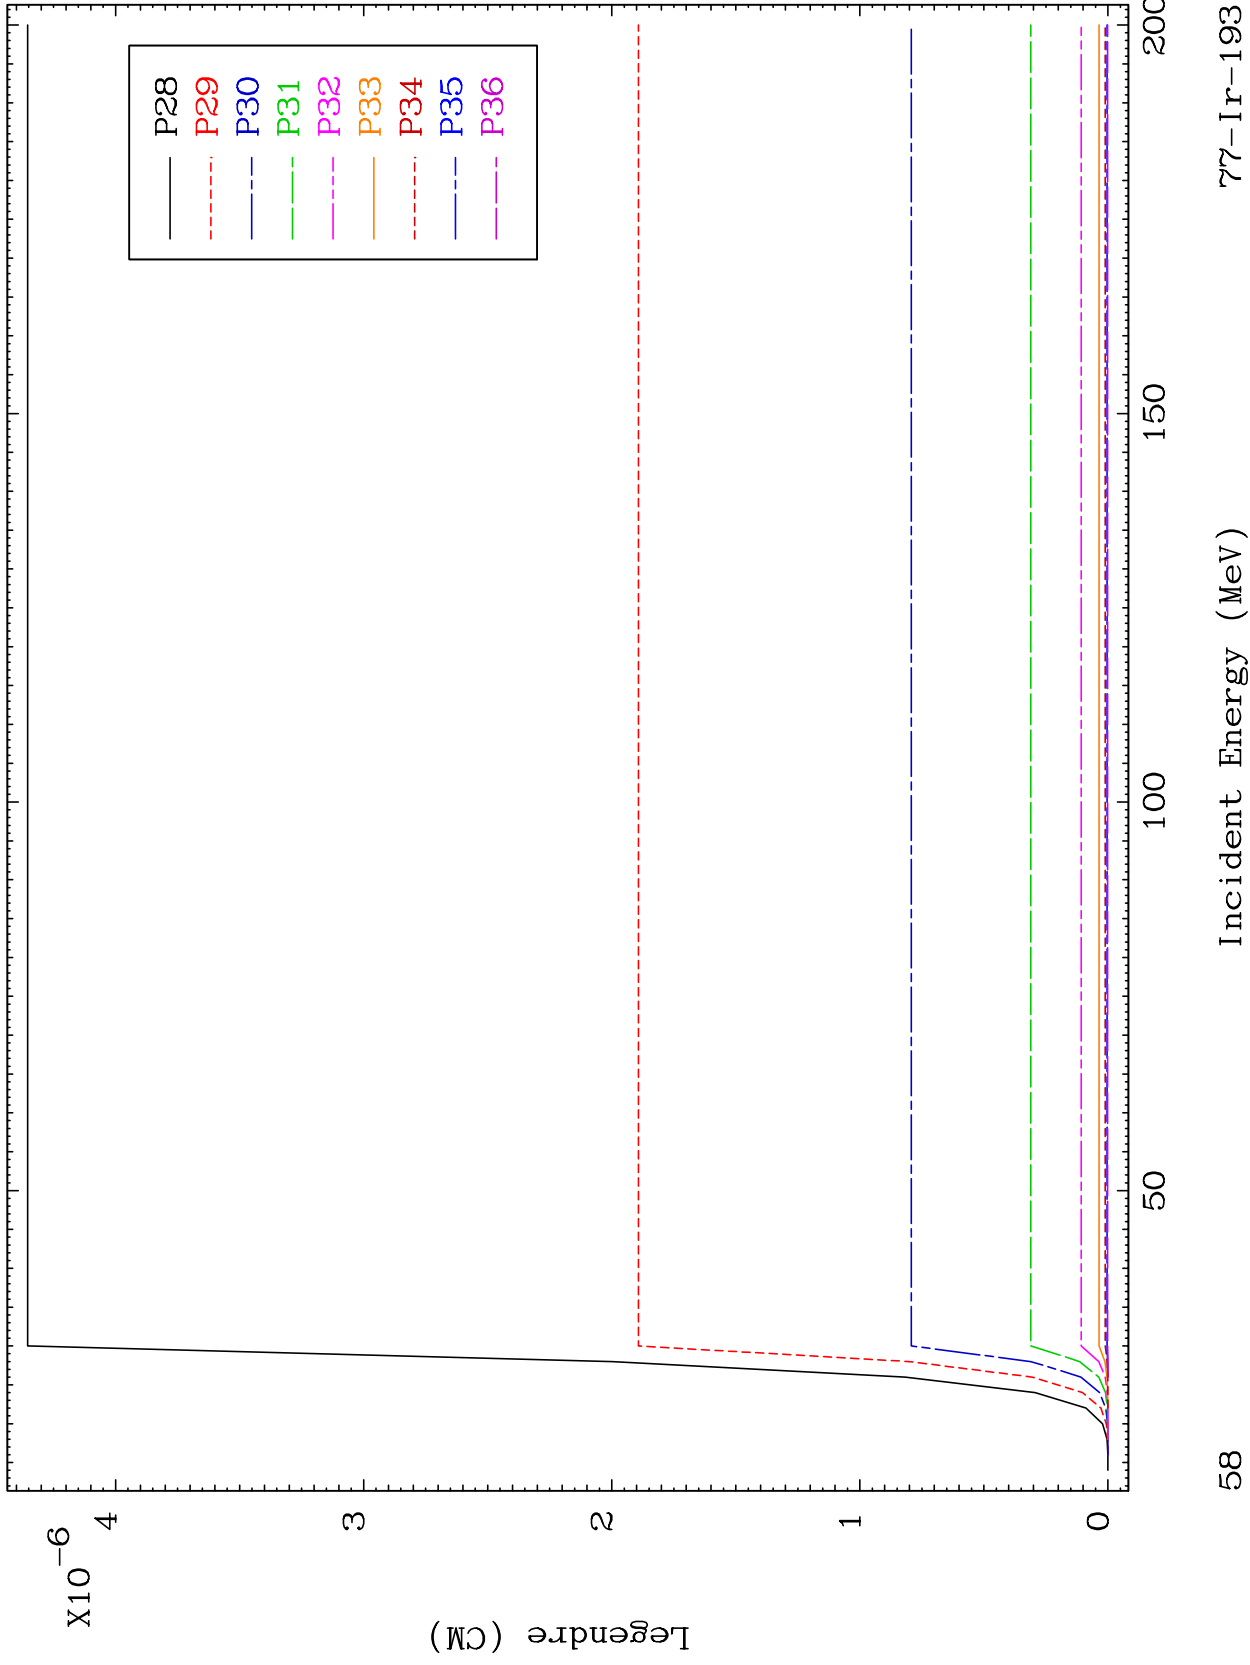 X10-6
4
3
2
1
0
Legendre (CM)
P28
P29
P30
P31
P32
P33
P34
P35
P36
50
100
150
200
Incident Energy (MeV)
58
77-Ir-193